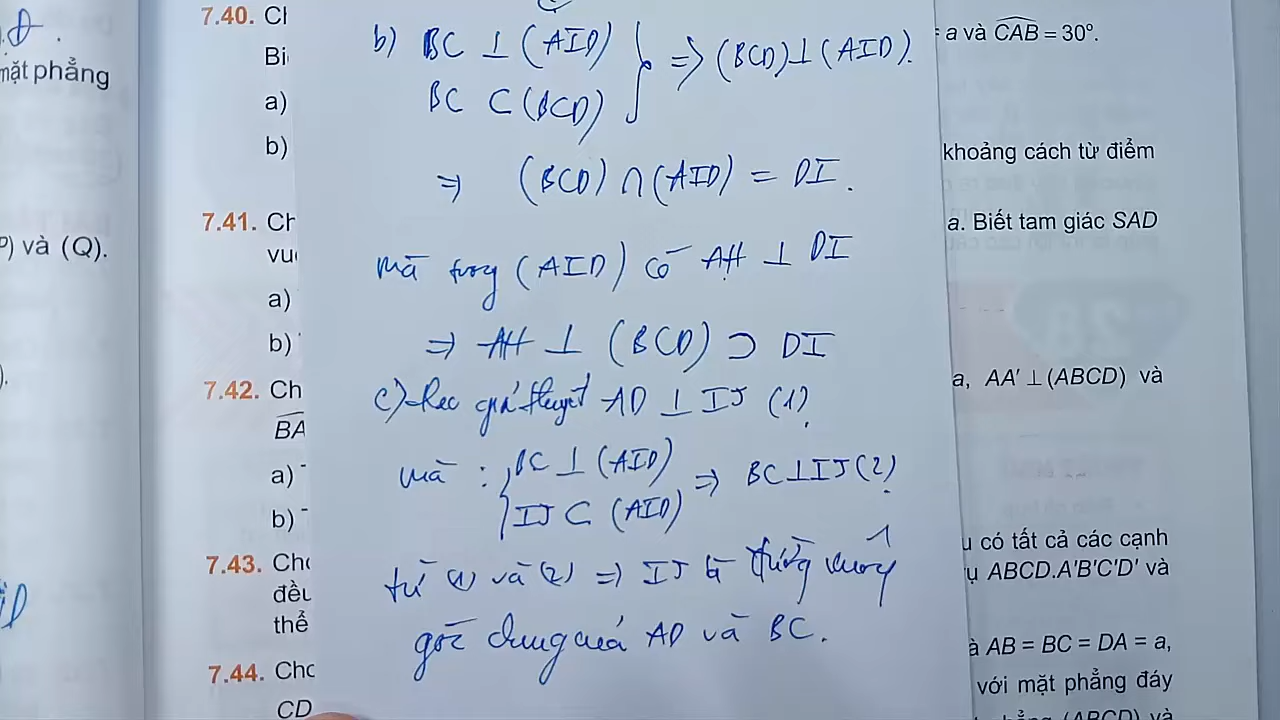 mặt phẳng
P) và (Q).
7.40. Ch
Bi
a)
b)
7.41. Ch
vu
a)
b)
7.42. Ch
BA
a)
b)
7.43. Cho
đều
thể
7.44. Cho
CD
b) BC ⊥ (AID)
BC ⊂ (BCD) } => (BCD) ⊥ (AID).
=> (BCD) ∩ (AID) = DI.
mà trong (AID) có AH ⊥ DI
=> AH ⊥ (BCD) ⊃ DI
c) theo giả thuyết AD ⊥ IJ (1)
mà : { BC ⊥ (AID)
IJ ⊂ (AID) => BC ⊥ IJ (2)
từ (1) và (2) => IJ là đường vuông
góc chung của AD và BC.
= a và CAB = 30°.
khoảng cách từ điểm
a. Biết tam giác SAD
a, AA' ⊥ (ABCD) và
u có tất cả các cạnh
ụ ABCD.A'B'C'D' và
à AB = BC = DA = a,
với mặt phẳng đáy
(ABCD) và